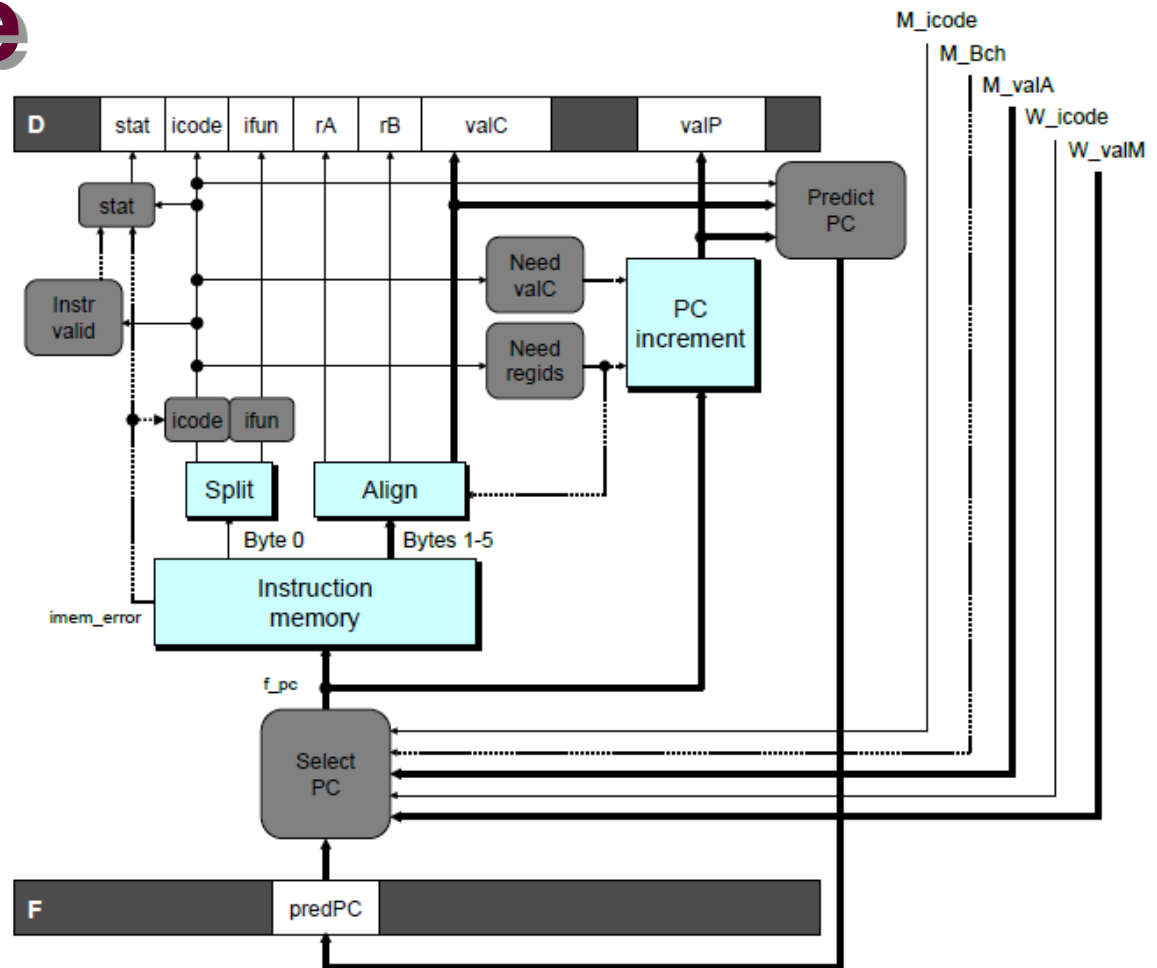 e
M_icode
M_Bch
M_valA
W_icode
W_valM
D stat icode ifun rA rB valC valP
stat
Predict
PC
Need
valC
Instr
valid
PC
increment
Need
regids
icode ifun
Split Align
Byte 0 Bytes 1-5
Instruction
memory
imem_error
f_pc
Select
PC
F predPC